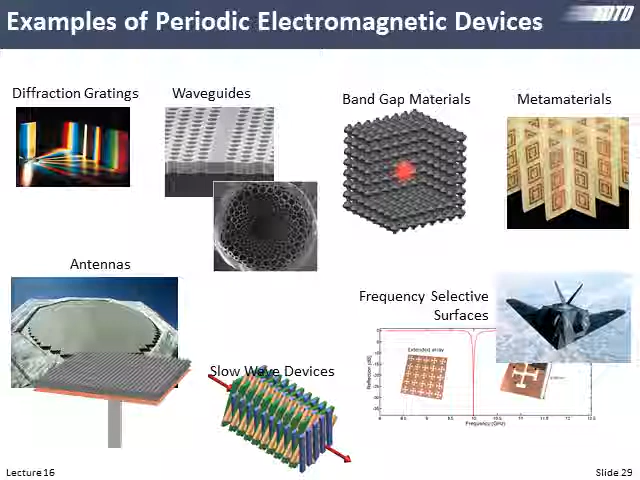 Examples of Periodic Electromagnetic Devices
FDTD
Diffraction Gratings
Waveguides
Band Gap Materials
Metamaterials
Antennas
Frequency Selective
Surfaces
Slow Wave Devices
Extended array
Frequency (GHz)
Lecture 16
Slide 29